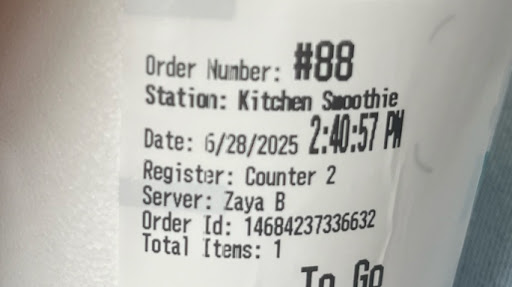 Order Number: #88
Station: Kitchen Smoothie
Date: 6/28/2025 2:40:57 PM
Register: Counter 2
Server: Zaya B
Order Id: 14684237336632
Total Items: 1
To Go